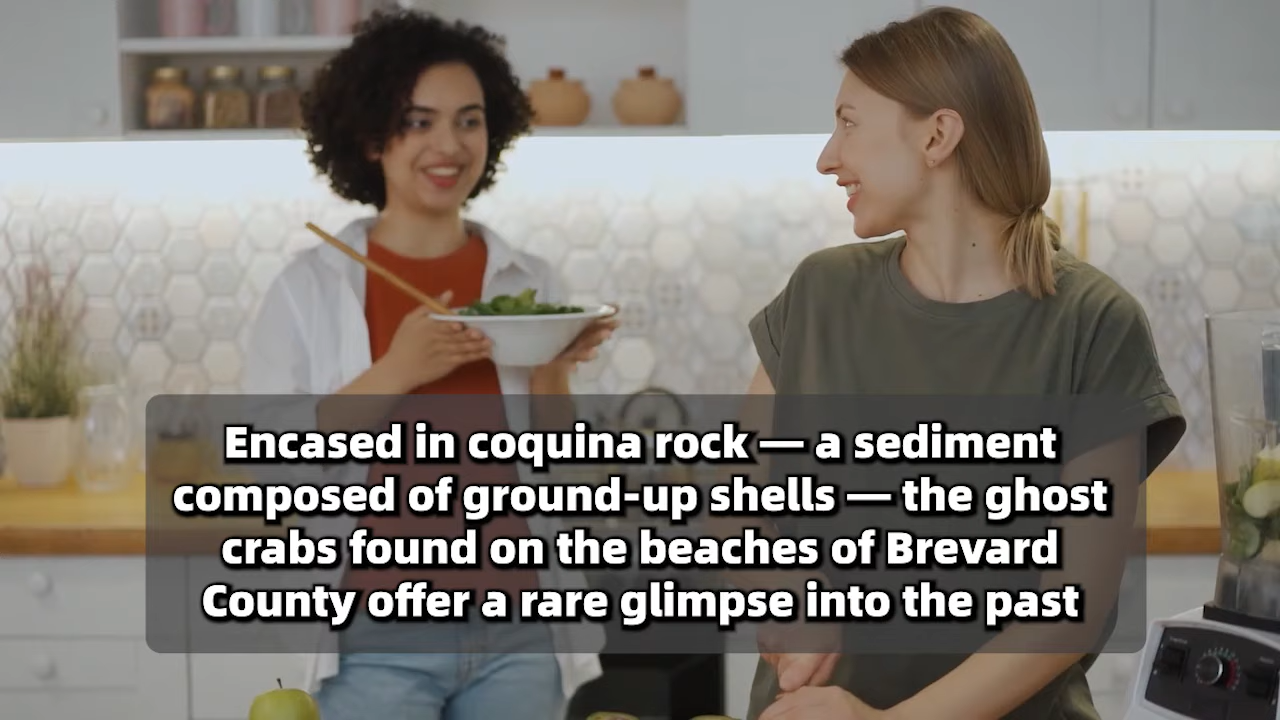 Encased in coquina rock — a sediment
composed of ground-up shells — the ghost
crabs found on the beaches of Brevard
County offer a rare glimpse into the past